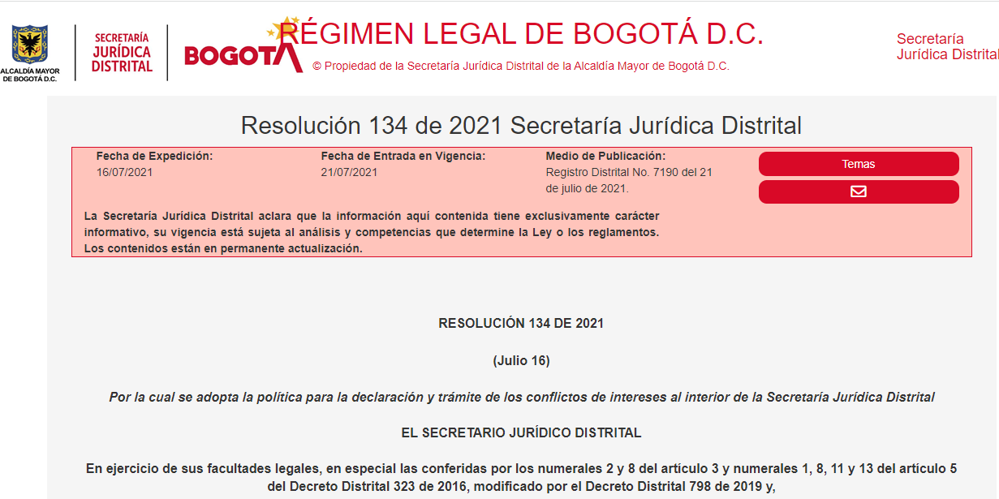 ALCALDÍA MAYOR
DE BOGOTÁ D.C.
SECRETARÍA
JURÍDICA
DISTRITAL
BOGOTÁ
RÉGIMEN LEGAL DE BOGOTÁ D.C.
© Propiedad de la Secretaría Jurídica Distrital de la Alcaldía Mayor de Bogotá D.C.
Secretaría
Jurídica Distrital
Resolución 134 de 2021 Secretaría Jurídica Distrital
Fecha de Expedición:
16/07/2021
Fecha de Entrada en Vigencia:
21/07/2021
Medio de Publicación:
Registro Distrital No. 7190 del 21
de julio de 2021.
Temas
La Secretaría Jurídica Distrital aclara que la información aquí contenida tiene exclusivamente carácter
informativo, su vigencia está sujeta al análisis y competencias que determine la Ley o los reglamentos.
Los contenidos están en permanente actualización.
RESOLUCIÓN 134 DE 2021
(Julio 16)
Por la cual se adopta la política para la declaración y trámite de los conflictos de intereses al interior de la Secretaría Jurídica Distrital
EL SECRETARIO JURÍDICO DISTRITAL
En ejercicio de sus facultades legales, en especial las conferidas por los numerales 2 y 8 del artículo 3 y numerales 1, 8, 11 y 13 del artículo 5
del Decreto Distrital 323 de 2016, modificado por el Decreto Distrital 798 de 2019 y,